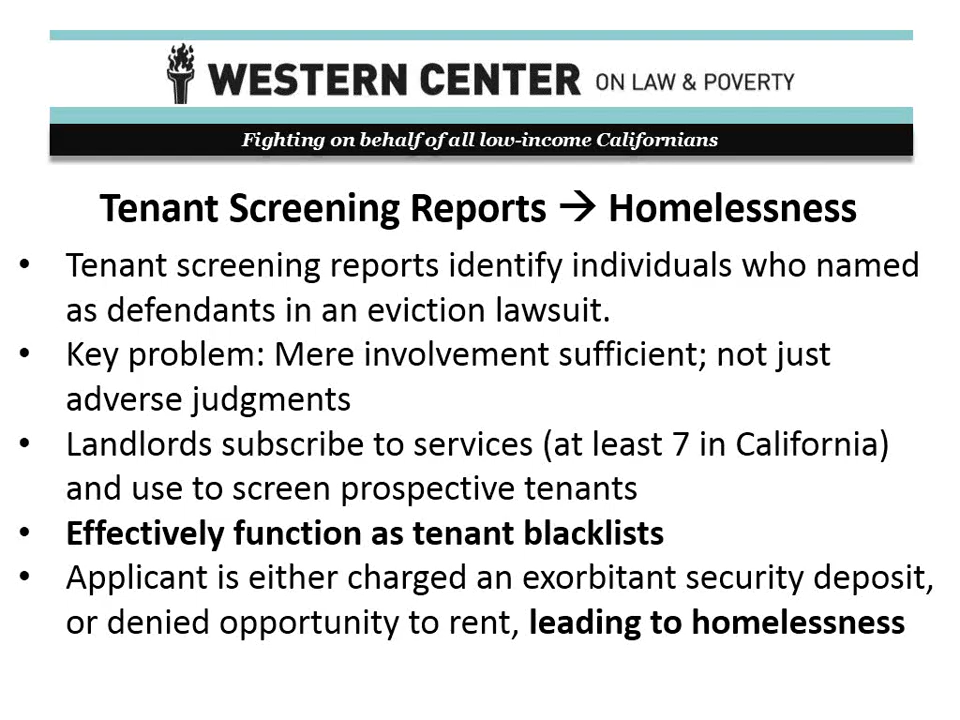 WESTERN CENTER ON LAW & POVERTY
Fighting on behalf of all low-income Californians
Tenant Screening Reports → Homelessness
• Tenant screening reports identify individuals who named
as defendants in an eviction lawsuit.
• Key problem: Mere involvement sufficient; not just
adverse judgments
• Landlords subscribe to services (at least 7 in California)
and use to screen prospective tenants
• Effectively function as tenant blacklists
• Applicant is either charged an exorbitant security deposit,
or denied opportunity to rent, leading to homelessness